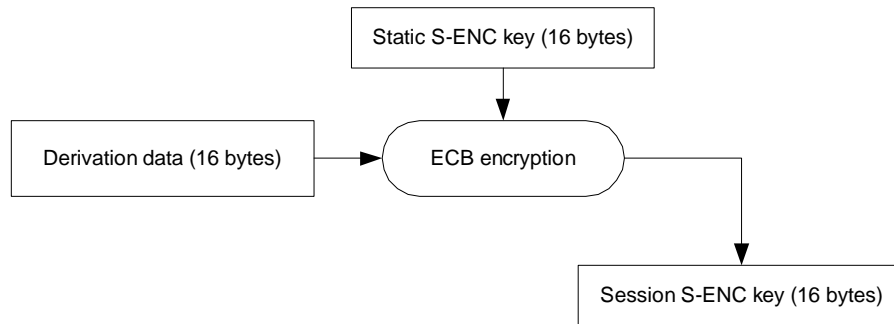 Static S-ENC key (16 bytes)
Derivation data (16 bytes)
ECB encryption
Session S-ENC key (16 bytes)